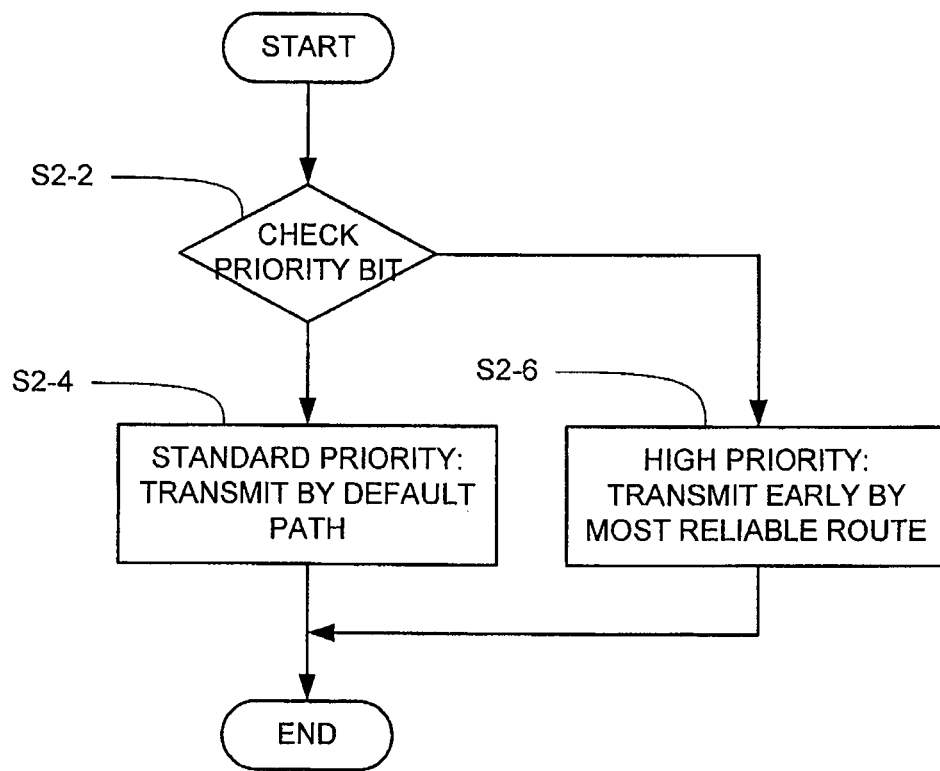 START
S2-2
CHECK
PRIORITY BIT
S2-4
S2-6
STANDARD PRIORITY:
TRANSMIT BY DEFAULT
PATH
HIGH PRIORITY:
TRANSMIT EARLY BY
MOST RELIABLE ROUTE
END